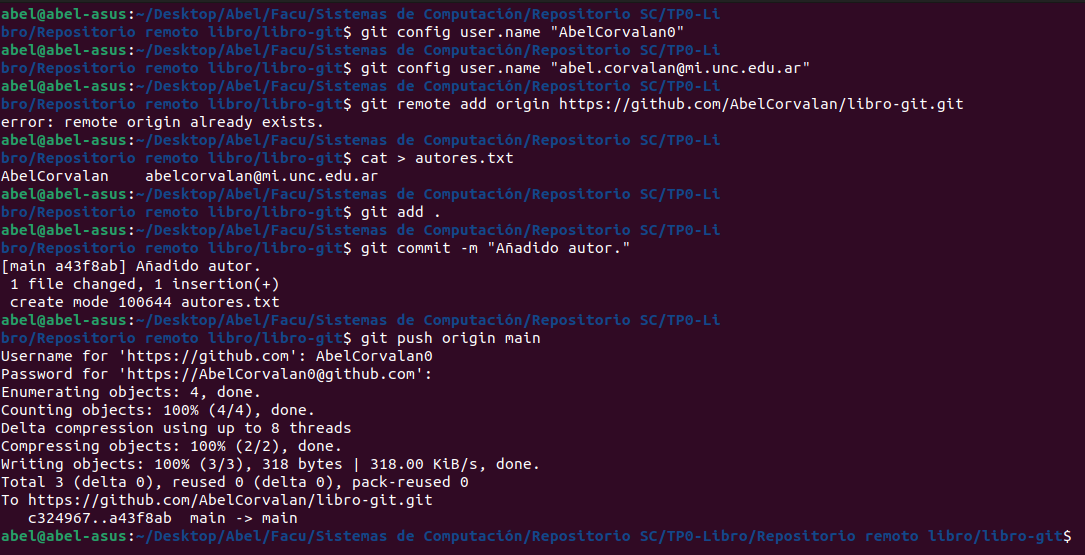 abel@abel-asus:~/Desktop/Abel/Facu/Sistemas de Computación/Repositorio SC/TP0-Li
bro/Repositorio remoto libro/libro-git$ git config user.name "AbelCorvalan0"
abel@abel-asus:~/Desktop/Abel/Facu/Sistemas de Computación/Repositorio SC/TP0-Li
bro/Repositorio remoto libro/libro-git$ git config user.name "abel.corvalan@mi.unc.edu.ar"
abel@abel-asus:~/Desktop/Abel/Facu/Sistemas de Computación/Repositorio SC/TP0-Li
bro/Repositorio remoto libro/libro-git$ git remote add origin https://github.com/AbelCorvalan/libro-git.git
error: remote origin already exists.
abel@abel-asus:~/Desktop/Abel/Facu/Sistemas de Computación/Repositorio SC/TP0-Li
bro/Repositorio remoto libro/libro-git$ cat > autores.txt
AbelCorvalan    abelcorvalan@mi.unc.edu.ar
abel@abel-asus:~/Desktop/Abel/Facu/Sistemas de Computación/Repositorio SC/TP0-Li
bro/Repositorio remoto libro/libro-git$ git add .
abel@abel-asus:~/Desktop/Abel/Facu/Sistemas de Computación/Repositorio SC/TP0-Li
bro/Repositorio remoto libro/libro-git$ git commit -m "Añadido autor."
[main a43f8ab] Añadido autor.
 1 file changed, 1 insertion(+)
 create mode 100644 autores.txt
abel@abel-asus:~/Desktop/Abel/Facu/Sistemas de Computación/Repositorio SC/TP0-Li
bro/Repositorio remoto libro/libro-git$ git push origin main
Username for 'https://github.com': AbelCorvalan0
Password for 'https://AbelCorvalan0@github.com':
Enumerating objects: 4, done.
Counting objects: 100% (4/4), done.
Delta compression using up to 8 threads
Compressing objects: 100% (2/2), done.
Writing objects: 100% (3/3), 318 bytes | 318.00 KiB/s, done.
Total 3 (delta 0), reused 0 (delta 0), pack-reused 0
To https://github.com/AbelCorvalan/libro-git.git
   c324967..a43f8ab  main -> main
abel@abel-asus:~/Desktop/Abel/Facu/Sistemas de Computación/Repositorio SC/TP0-Libro/Repositorio remoto libro/libro-git$